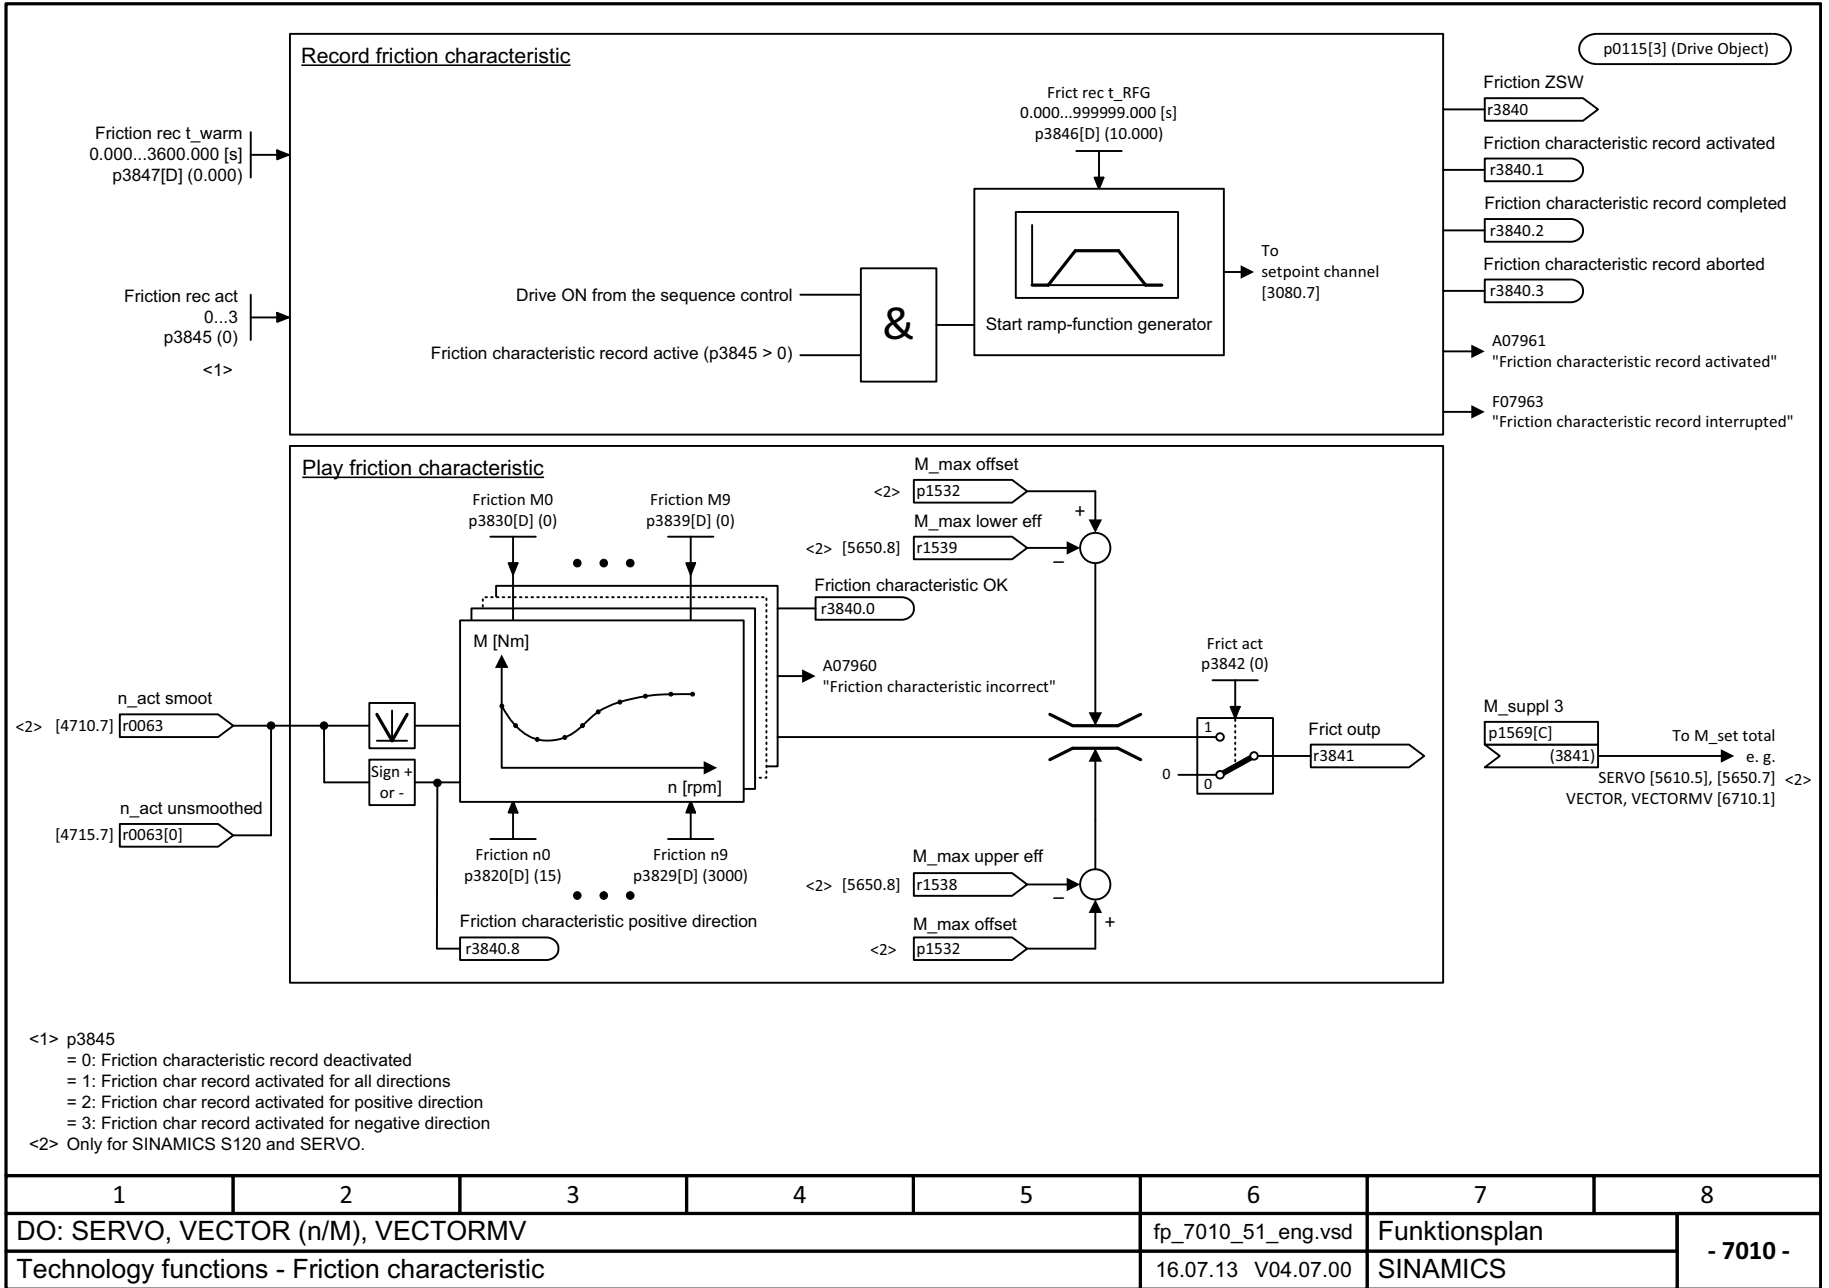 Record friction characteristic
p0115[3] (Drive Object)
Friction rec t_warm
0.000...3600.000 [s]
p3847[D] (0.000)
Friction rec act
0...3
p3845 (0)
<1>
Frict rec t_RFG
0.000...999999.000 [s]
p3846[D] (10.000)
Drive ON from the sequence control
Friction characteristic record active (p3845 > 0)
&
Start ramp-function generator
To
setpoint channel
[3080.7]
Friction ZSW
r3840
Friction characteristic record activated
r3840.1
Friction characteristic record completed
r3840.2
Friction characteristic record aborted
r3840.3
A07961
"Friction characteristic record activated"
F07963
"Friction characteristic record interrupted"
Play friction characteristic
Friction M0
p3830[D] (0)
Friction M9
p3839[D] (0)
M_max offset
<2> p1532
+
M_max lower eff
<2> [5650.8] r1539
–
Friction characteristic OK
r3840.0
A07960
"Friction characteristic incorrect"
M [Nm]
n [rpm]
n_act smoot
<2> [4710.7] r0063
n_act unsmoothed
[4715.7] r0063[0]
Sign +
or -
Friction n0
p3820[D] (15)
Friction n9
p3829[D] (3000)
Friction characteristic positive direction
r3840.8
M_max upper eff
<2> [5650.8] r1538
–
M_max offset
<2> p1532
+
Frict act
p3842 (0)
1
0
0
Frict outp
r3841
M_suppl 3
p1569[C]
(3841)
To M_set total
e. g.
SERVO [5610.5], [5650.7] <2>
VECTOR, VECTORMV [6710.1]
<1> p3845
= 0: Friction characteristic record deactivated
= 1: Friction char record activated for all directions
= 2: Friction char record activated for positive direction
= 3: Friction char record activated for negative direction
<2> Only for SINAMICS S120 and SERVO.
1 2 3 4 5 6 7 8
DO: SERVO, VECTOR (n/M), VECTORMV
fp_7010_51_eng.vsd
Funktionsplan
- 7010 -
Technology functions - Friction characteristic
16.07.13 V04.07.00
SINAMICS